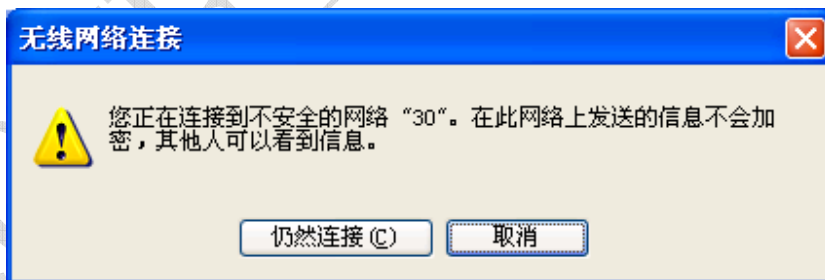 无线网络连接
您正在连接到不安全的网络 "30"。在此网络上发送的信息不会加
密，其他人可以看到信息。
仍然连接(C)
取消